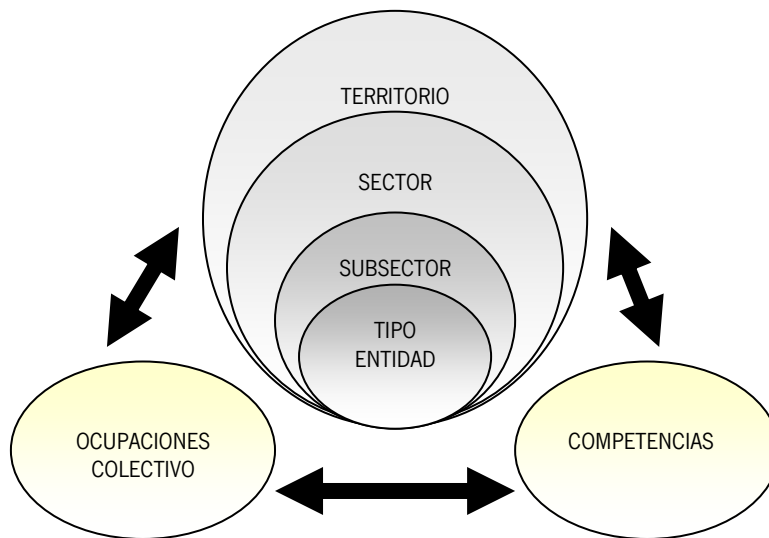 TERRITORIO
SECTOR
SUBSECTOR
TIPO
ENTIDAD
OCUPACIONES
COLECTIVO
COMPETENCIAS